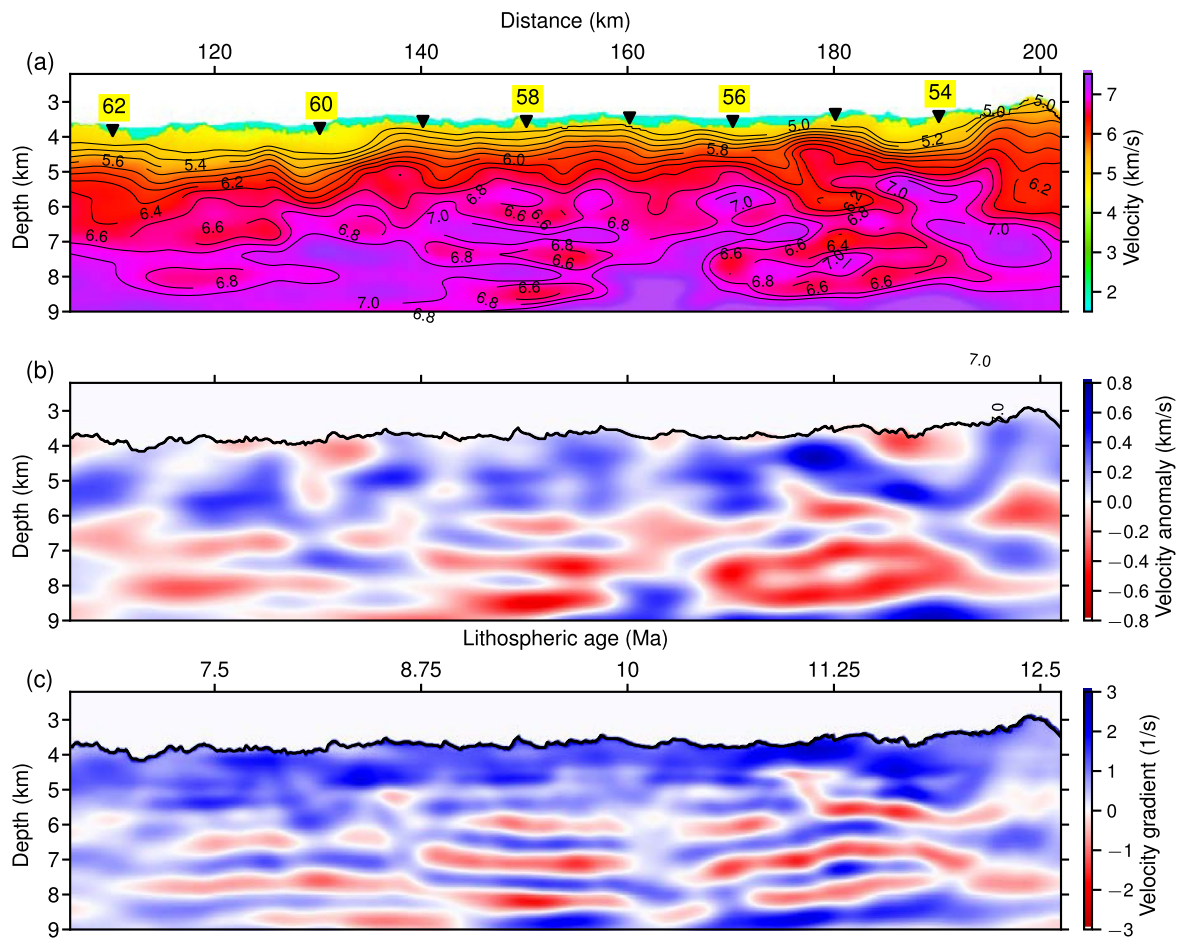 Distance (km)
120 140 160 180 200
(a)
62 60 58 56 54
3
4
5
6
7
8
9
Depth (km)
5.0 5.0 5.0
5.6 5.4 6.0 5.8 5.2
6.2 6.8 7.0 7.0 6.2 6.2
6.4 6.6 6.6 6.8 7.0 6.6 6.6 6.8 6.8 7.0
6.8 6.8 6.6 6.6 6.6 6.4 7.0
6.8 6.6 6.8 6.6 6.6
7.0 6.8 6.8
7
6
5
4
3
2
Velocity (km/s)
(b)
7.0
7.0
3
4
5
6
7
8
9
Depth (km)
0.8
0.6
0.4
0.2
0.0
−0.2
−0.4
−0.6
−0.8
Velocity anomaly (km/s)
Lithospheric age (Ma)
7.5 8.75 10 11.25 12.5
(c)
3
4
5
6
7
8
9
Depth (km)
3
2
1
0
−1
−2
−3
Velocity gradient (1/s)